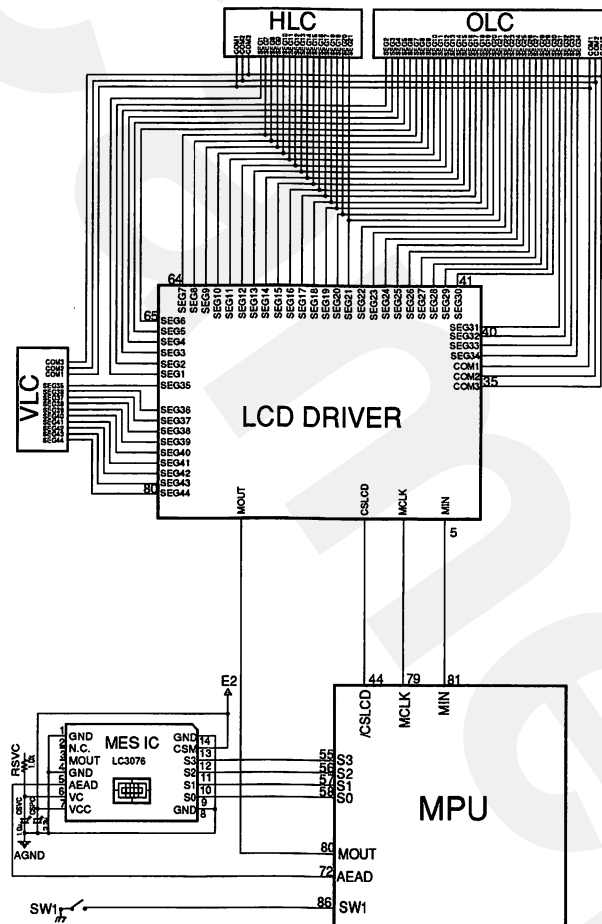 HLC
OLC
COM1
COM2
COM3
COM1
COM2
COM3
64
SEG7
SEG8
SEG9
SEG10
SEG11
SEG12
SEG13
SEG14
SEG15
SEG16
SEG17
SEG18
SEG19
SEG20
SEG21
SEG22
SEG23
SEG24
SEG25
SEG26
SEG27
SEG28
SEG29
SEG30
41
65
SEG6
SEG5
SEG4
SEG3
SEG2
SEG1
SEG35
SEG36
SEG37
SEG38
SEG39
SEG40
SEG41
SEG42
SEG43
80 SEG44
SEG31
SEG32 40
SEG33
SEG34
COM1
COM2
COM3 35
VLC
LCD DRIVER
MOUT
CSLCD
MCLK
MIN
5
44
79
81
/CSLCD
MCLK
MIN
E2
MES IC
LC3076
1 GND
2 N.C.
3 MOUT
4 GND
5 AEAD
6 VC
7 VCC
GND 14
CSM 13
S3 12
S2 11
S1 10
S0 9
GND 8
RSVC
AGND
55 S3
56 S2
57 S1
58 S0
MPU
80 MOUT
72 AEAD
SW1
86 SW1